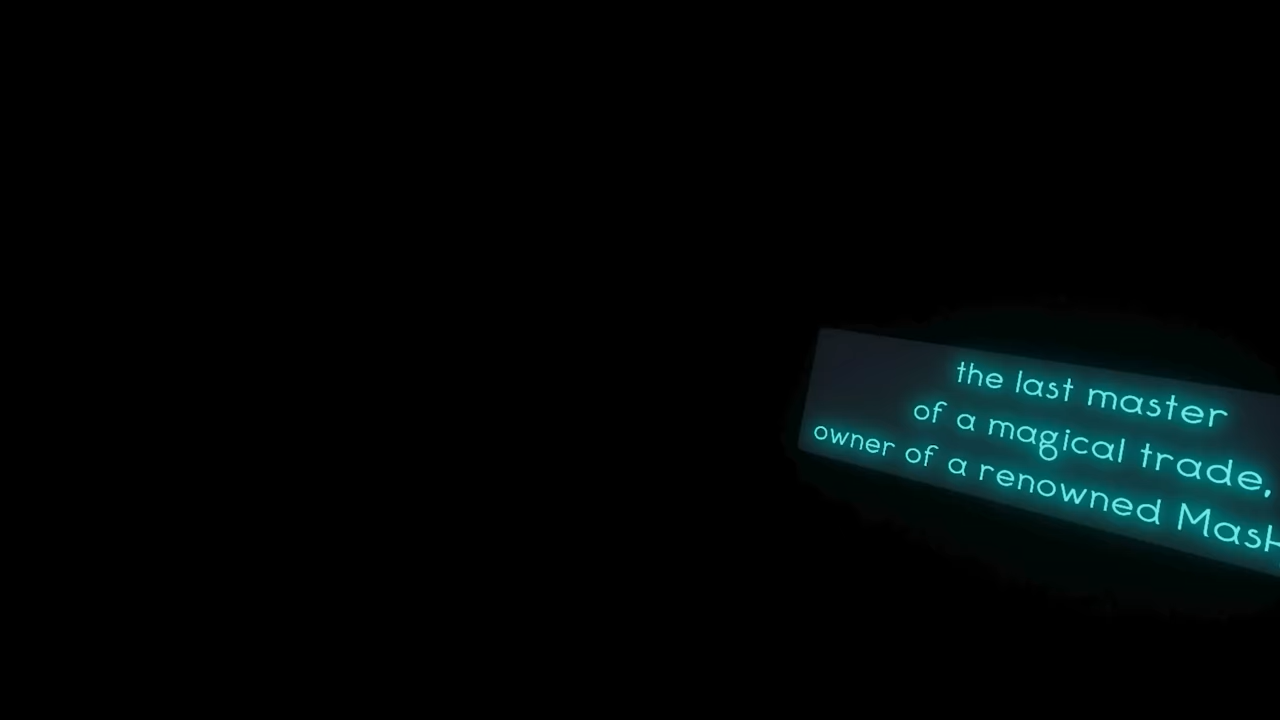 the last master
of a magical trade,
owner of a renowned